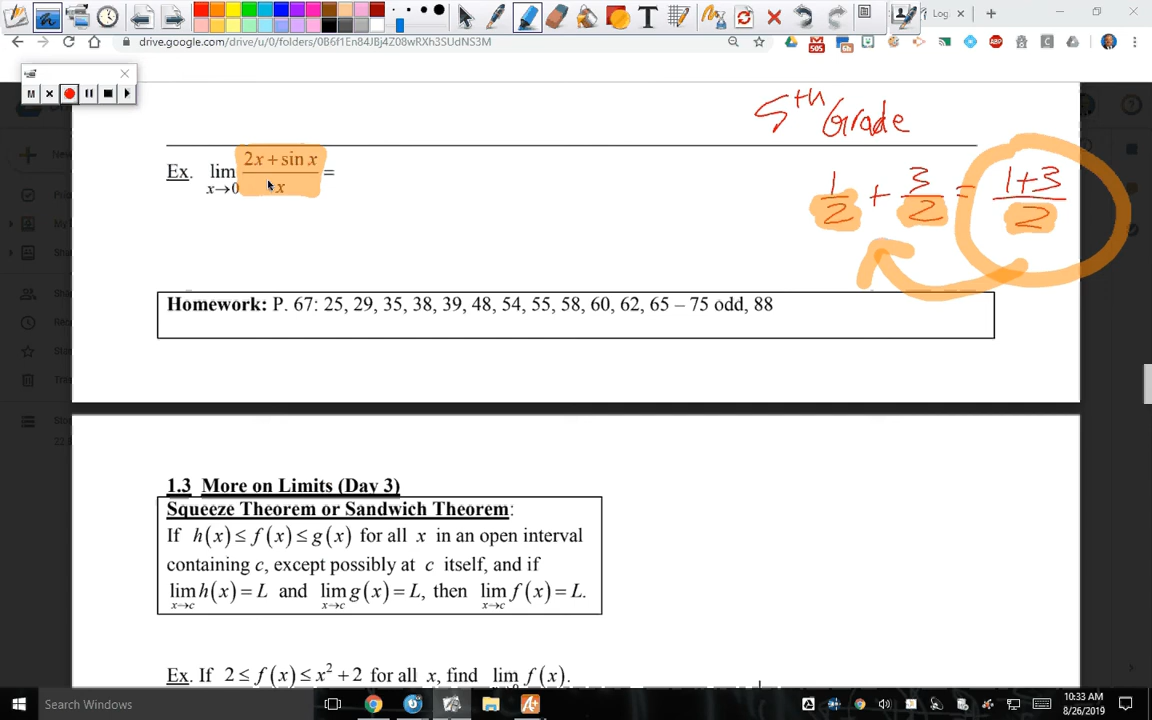 Log
drive.google.com/drive/u/0/folders/0B6f1En84JBj4Z08wRXh3SUdNS3M
5th Grade
Ex. lim x→0 (2x + sin x)/x =
1/2 + 3/2 = (1+3)/2
Homework: P. 67: 25, 29, 35, 38, 39, 48, 54, 55, 58, 60, 62, 65 – 75 odd, 88
1.3 More on Limits (Day 3)
Squeeze Theorem or Sandwich Theorem:
If h(x) ≤ f(x) ≤ g(x) for all x in an open interval
containing c, except possibly at c itself, and if
lim x→c h(x) = L and lim x→c g(x) = L, then lim x→c f(x) = L.
Ex. If 2 ≤ f(x) ≤ x² + 2 for all x, find lim f(x).
Search Windows
10:33 AM
8/26/2019